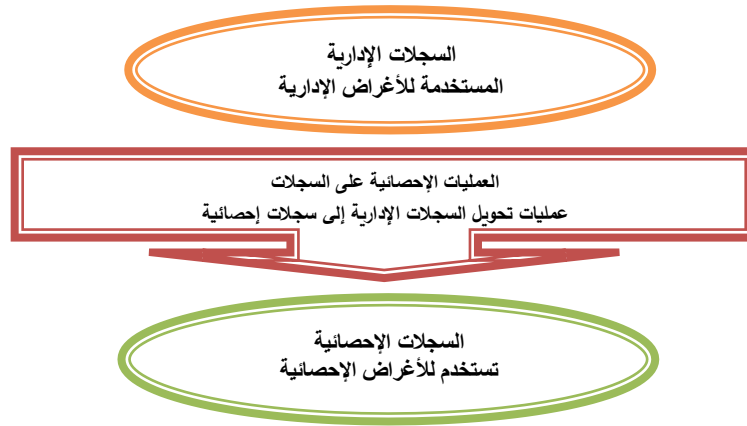 السجلات الإدارية
المستخدمة للأغراض الإدارية
العمليات الإحصائية على السجلات
عمليات تحويل السجلات الإدارية إلى سجلات إحصائية
السجلات الإحصائية
تستخدم للأغراض الإحصائية